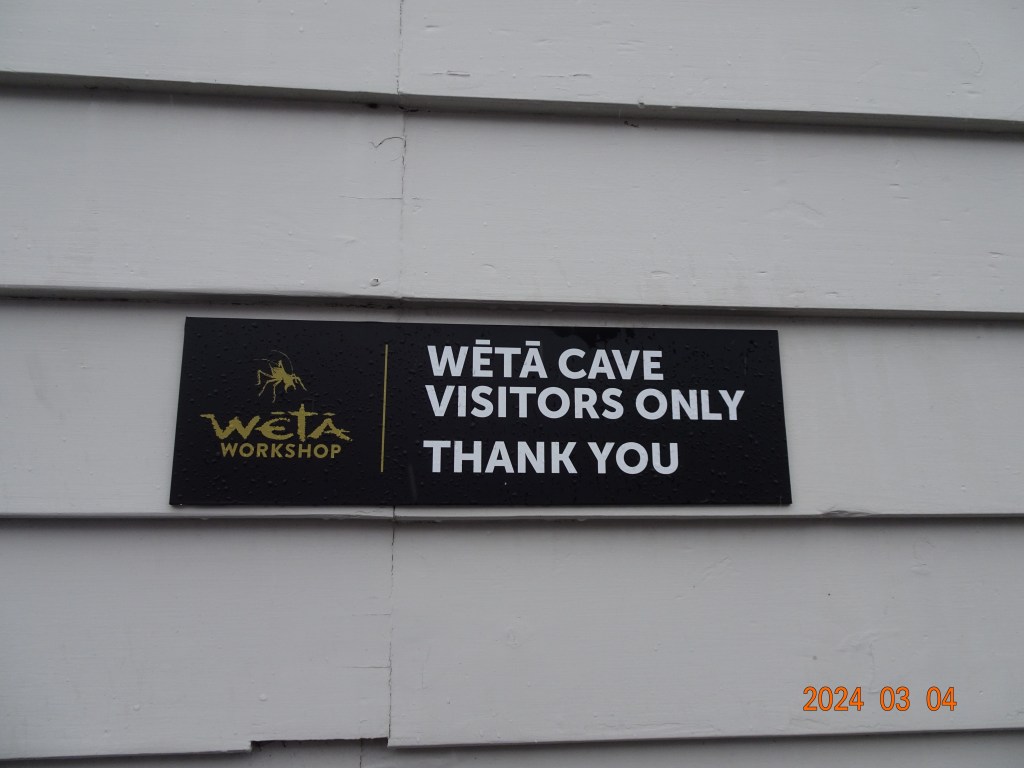 WĒTĀ
WORKSHOP
WĒTĀ CAVE
VISITORS ONLY
THANK YOU
2024 03 04